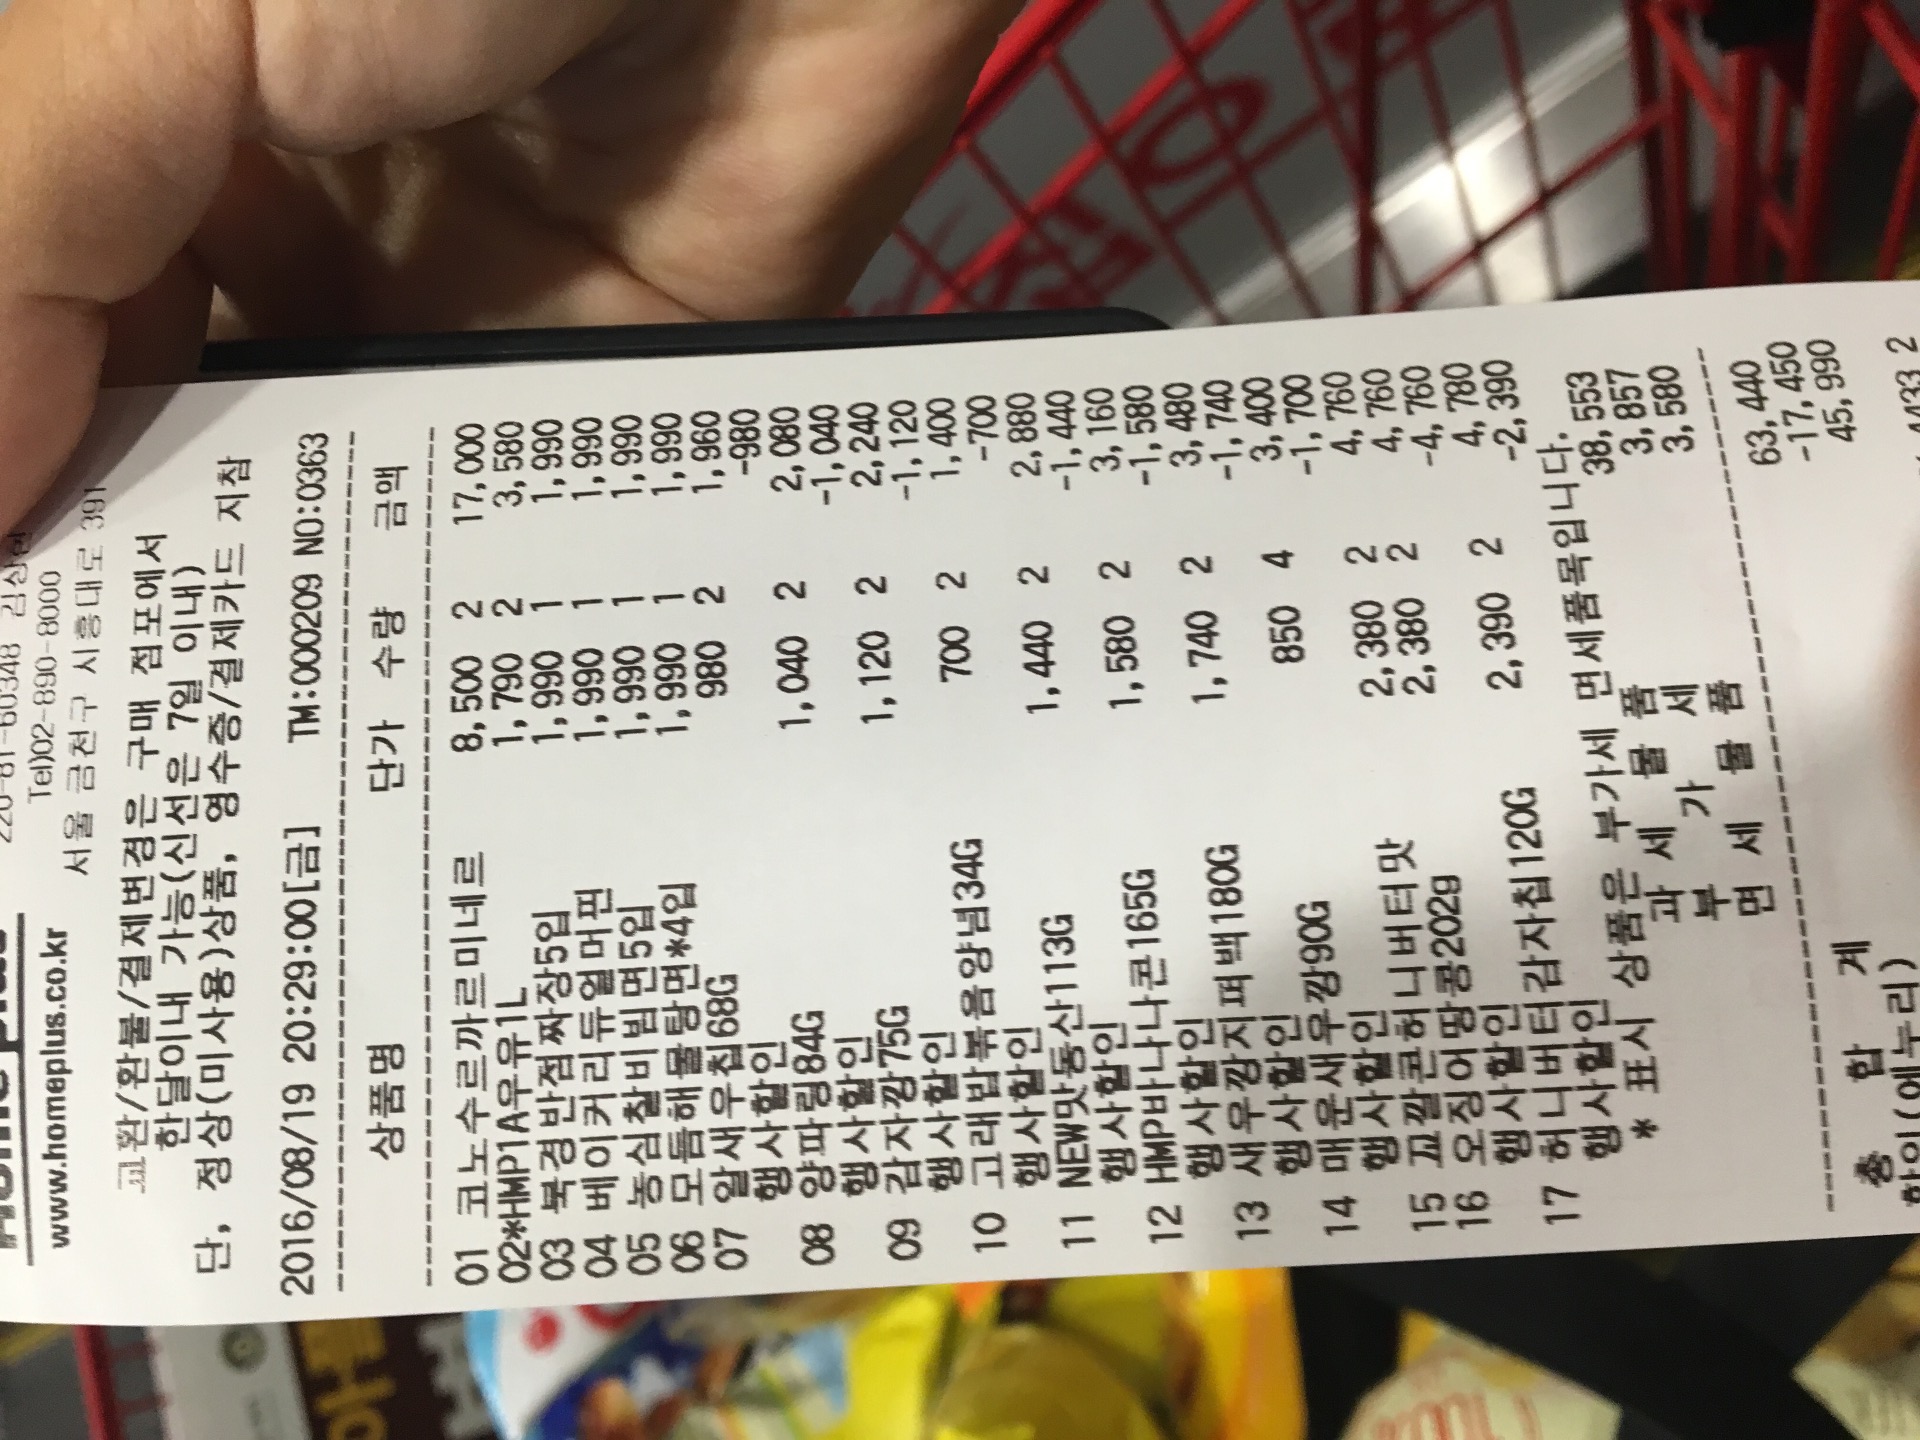 Home plus
www.homeplus.co.kr
220-81-60348
Tel)02-890-8000
서울 금천구 시흥대로 391
교환/환불/결제변경은 구매 점포에서
한달이내 가능(신선은 7일 이내)
단, 정상(미사용)상품, 영수증/결제카드 지참
2016/08/19 20:29:00[금] TM:000209 NO:0363
상품명 단가 수량 금액
01 코노수르까르미네르 8,500 2 17,000
02*HMP1A우유1L 1,790 2 3,580
03 북경반점짜장5입 1,990 1 1,990
04 베이커리듀얼머핀 1,990 1 1,990
05 농심찰비빔면5입 1,990 1 1,990
06 모듬해물탕면*4입 1,990 1 1,990
07 알새우칩68G 980 2 1,960
행사할인 -980
08 양파링84G 1,040 2 2,080
행사할인 -1,040
09 감자깡75G 1,120 2 2,240
행사할인 -1,120
10 고래밥볶음양념34G 700 2 1,400
행사할인 -700
11 NEW맛동산113G 1,440 2 2,880
행사할인 -1,440
12 HMP바나나콘165G 1,580 2 3,160
행사할인 -1,580
13 새우깡지퍼백180G 1,740 2 3,480
행사할인 -1,740
14 매운새우깡90G 850 4 3,400
행사할인 -1,700
15 꼬깔콘허니버터맛 2,380 2 4,760
16 오징어땅콩202g 2,380 2 4,760
행사할인 -4,760
17 허니버터감자칩120G 2,390 2 4,780
행사할인 -2,390
* 표시 상품은 부가세 면세품목입니다.
과 세 물 품 38,553
부 가 세 3,857
면 세 물 품 3,580
총 합 계 63,440
할인(에누리) -17,450
45,990
4433 2